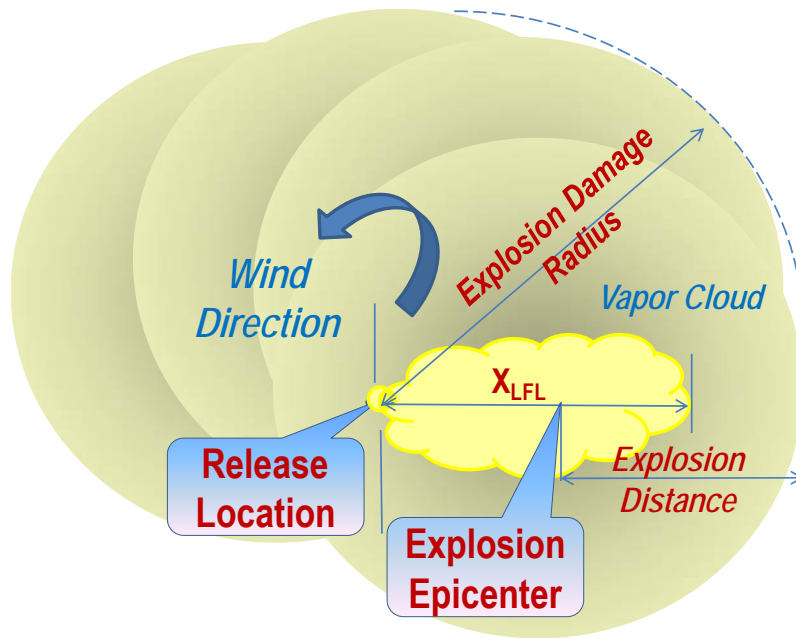 Explosion Damage
Radius
Wind
Direction
Vapor Cloud
XLFL
Release
Location
Explosion
Distance
Explosion
Epicenter